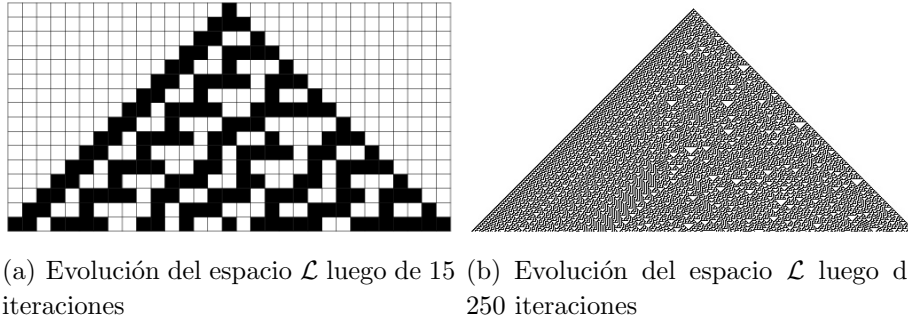 (a) Evolución del espacio ℒ luego de 15
iteraciones
(b) Evolución del espacio ℒ luego d
250 iteraciones